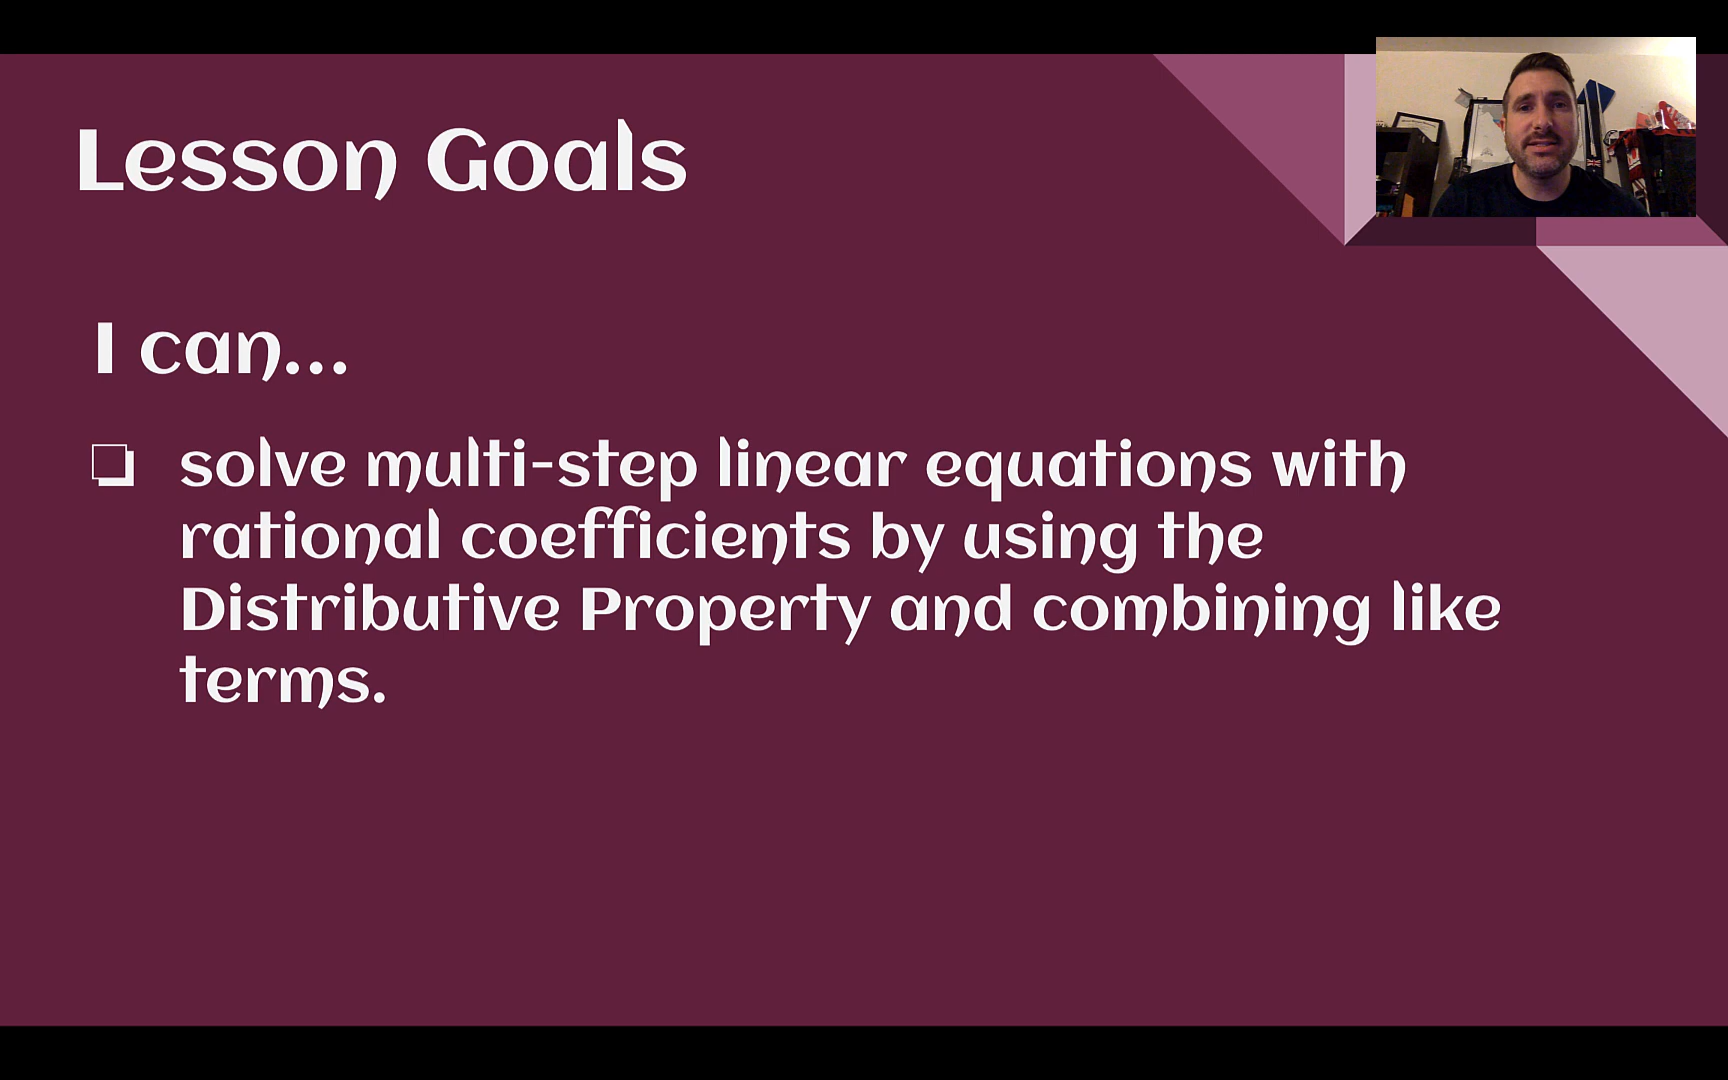 Lesson Goals
I can...
solve multi-step linear equations with
rational coefficients by using the
Distributive Property and combining like
terms.